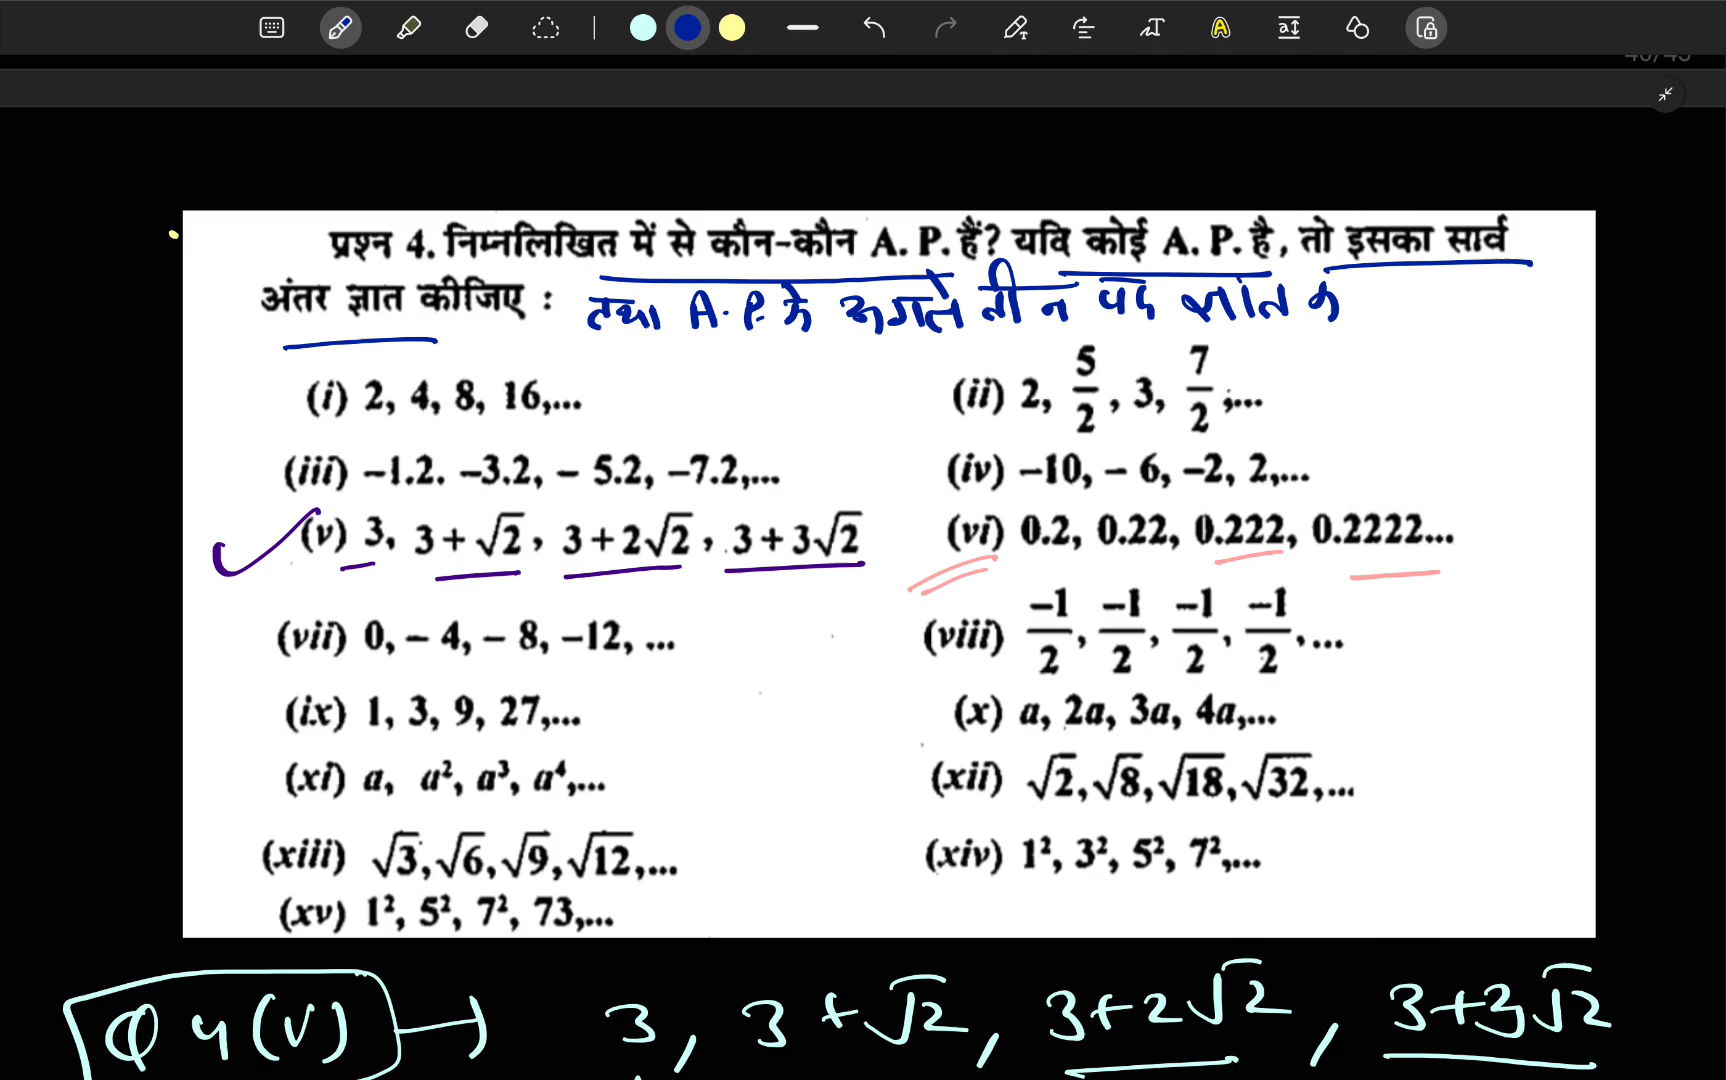 प्रश्न 4. निम्नलिखित में से कौन-कौन A. P. हैं? यदि कोई A. P. है, तो इसका सार्व
अंतर ज्ञात कीजिए :
तथा A.P. के अगले तीन पद
(i) 2, 4, 8, 16,...
(ii) 2, 5/2, 3, 7/2,...
(iii) –1.2. –3.2, – 5.2, –7.2,...
(iv) –10, – 6, –2, 2,...
(v) 3, 3 + √2, 3 + 2√2, 3 + 3√2
(vi) 0.2, 0.22, 0.222, 0.2222...
(vii) 0, – 4, – 8, –12, ...
(viii) –1/2, –1/2, –1/2, –1/2, ...
(ix) 1, 3, 9, 27,...
(x) a, 2a, 3a, 4a,...
(xi) a, a², a³, a⁴,...
(xii) √2, √8, √18, √32,...
(xiii) √3, √6, √9, √12,...
(xiv) 1², 3², 5², 7²,...
(xv) 1², 5², 7², 73,...
Q 4 (V) → 3, 3 + √2, 3+2√2, 3+3√2